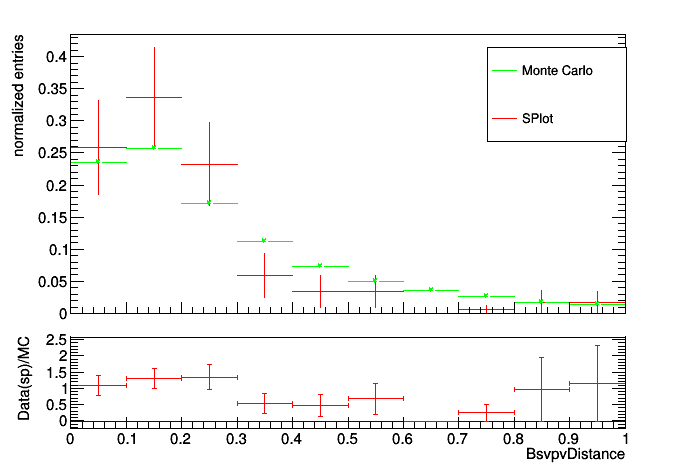 normalized entries
0.4
0.35
0.3
0.25
0.2
0.15
0.1
0.05
0
Monte Carlo
SPlot
Data(sp)/MC
2.5
2
1.5
1
0.5
0
0 0.1 0.2 0.3 0.4 0.5 0.6 0.7 0.8 0.9 1
BsvpvDistance